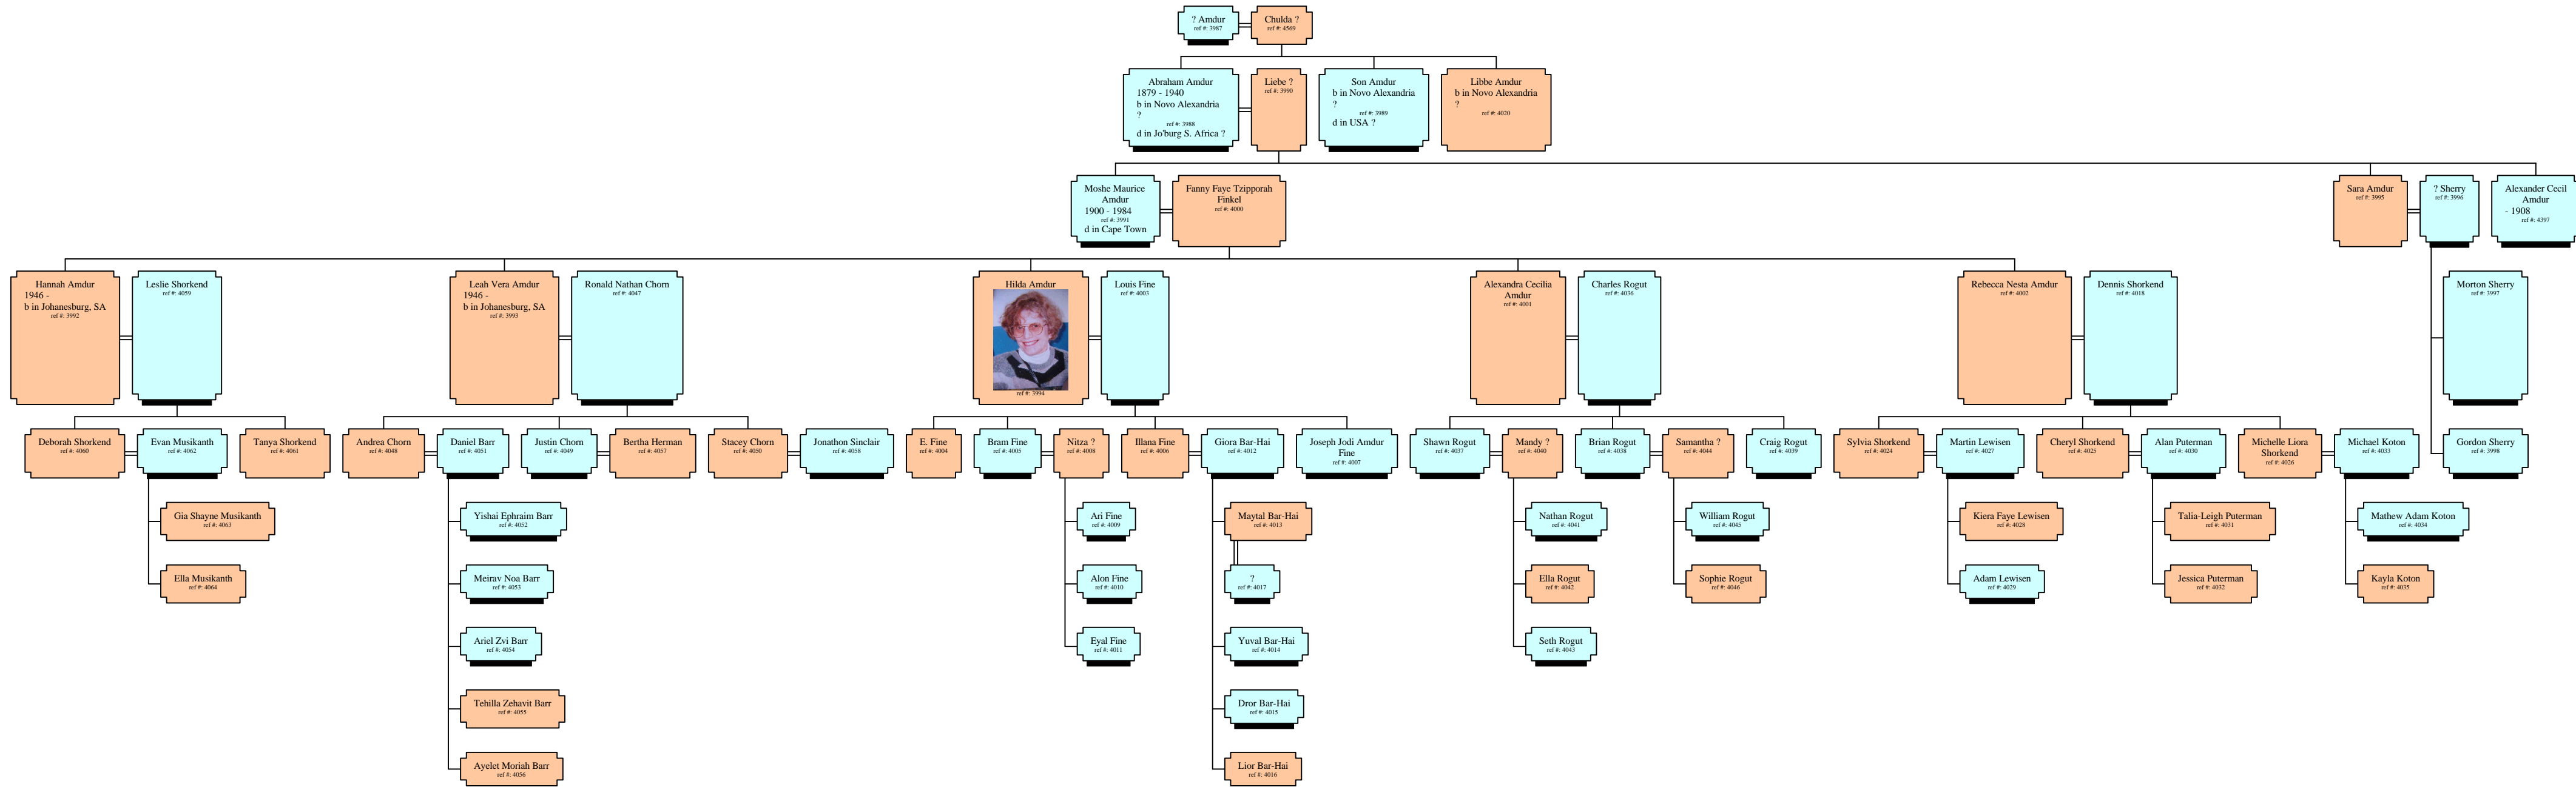 ? Amdur
ref #: 3987
Chulda ?
ref #: 4569
Abraham Amdur
1879 - 1940
b in Novo Alexandria
?
ref #: 3988
d in Jo'burg S. Africa ?
Liebe ?
ref #: 3990
Son Amdur
b in Novo Alexandria
?
ref #: 3989
d in USA ?
Libbe Amdur
b in Novo Alexandria
?
ref #: 4020
Moshe Maurice
Amdur
1900 - 1984
ref #: 3991
d in Cape Town
Fanny Faye Tzipporah
Finkel
ref #: 4000
Sara Amdur
ref #: 3995
? Sherry
ref #: 3996
Alexander Cecil
Amdur
- 1908
ref #: 4397
Hannah Amdur
1946 -
b in Johanesburg, SA
ref #: 3992
Leslie Shorkend
ref #: 4059
Leah Vera Amdur
1946 -
b in Johanesburg, SA
ref #: 3993
Ronald Nathan Chorn
ref #: 4047
Hilda Amdur
ref #: 3994
Louis Fine
ref #: 4003
Alexandra Cecilia
Amdur
ref #: 4001
Charles Rogut
ref #: 4036
Rebecca Nesta Amdur
ref #: 4002
Dennis Shorkend
ref #: 4018
Morton Sherry
ref #: 3997
Deborah Shorkend
ref #: 4060
Evan Musikanth
ref #: 4062
Tanya Shorkend
ref #: 4061
Andrea Chorn
ref #: 4048
Daniel Barr
ref #: 4051
Justin Chorn
ref #: 4049
Bertha Herman
ref #: 4057
Stacey Chorn
ref #: 4050
Jonathon Sinclair
ref #: 4058
E. Fine
ref #: 4004
Bram Fine
ref #: 4005
Nitza ?
ref #: 4008
Illana Fine
ref #: 4006
Giora Bar-Hai
ref #: 4012
Joseph Jodi Amdur
Fine
ref #: 4007
Shawn Rogut
ref #: 4037
Mandy ?
ref #: 4040
Brian Rogut
ref #: 4038
Samantha ?
ref #: 4044
Craig Rogut
ref #: 4039
Sylvia Shorkend
ref #: 4024
Martin Lewisen
ref #: 4027
Cheryl Shorkend
ref #: 4025
Alan Puterman
ref #: 4030
Michelle Liora
Shorkend
ref #: 4026
Michael Koton
ref #: 4033
Gordon Sherry
ref #: 3998
Gia Shayne Musikanth
ref #: 4063
Yishai Ephraim Barr
ref #: 4052
Ari Fine
ref #: 4009
Maytal Bar-Hai
ref #: 4013
Nathan Rogut
ref #: 4041
William Rogut
ref #: 4045
Kiera Faye Lewisen
ref #: 4028
Talia-Leigh Puterman
ref #: 4031
Mathew Adam Koton
ref #: 4034
Ella Musikanth
ref #: 4064
Meirav Noa Barr
ref #: 4053
Alon Fine
ref #: 4010
?
ref #: 4017
Ella Rogut
ref #: 4042
Sophie Rogut
ref #: 4046
Adam Lewisen
ref #: 4029
Jessica Puterman
ref #: 4032
Kayla Koton
ref #: 4035
Ariel Zvi Barr
ref #: 4054
Eyal Fine
ref #: 4011
Yuval Bar-Hai
ref #: 4014
Seth Rogut
ref #: 4043
Tehilla Zehavit Barr
ref #: 4055
Dror Bar-Hai
ref #: 4015
Ayelet Moriah Barr
ref #: 4056
Lior Bar-Hai
ref #: 4016